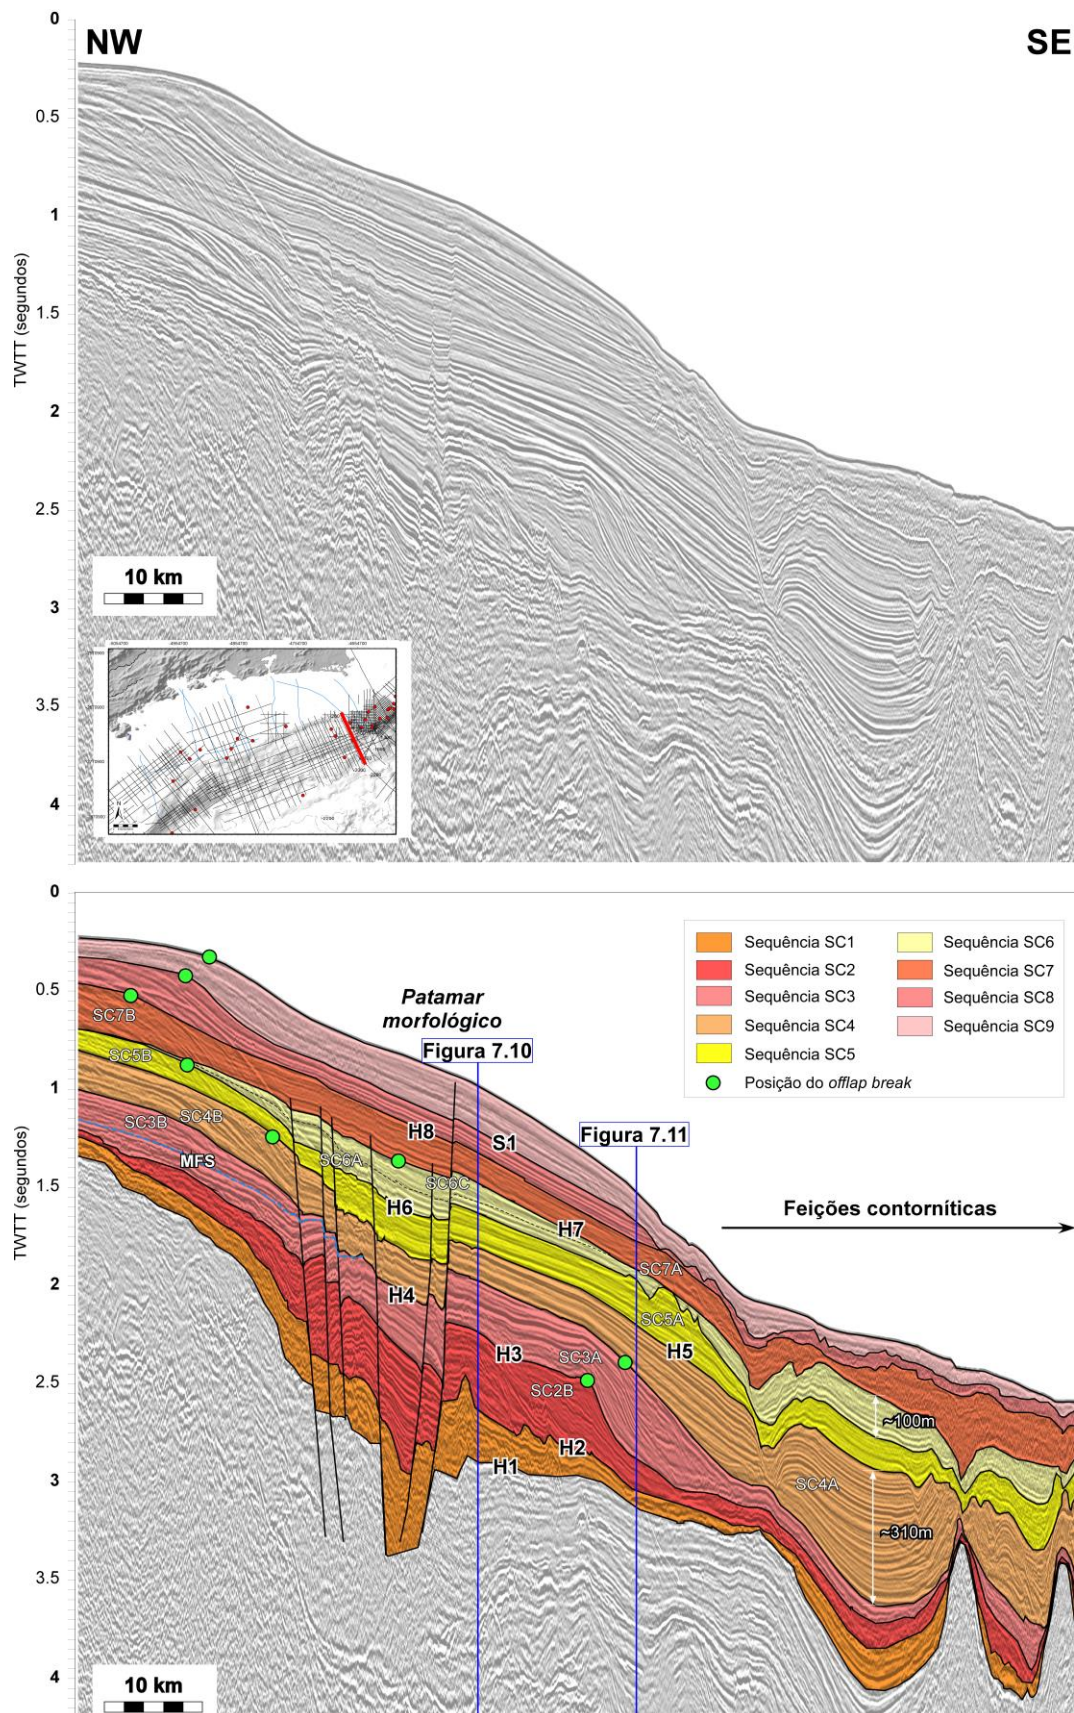 0
NW
SE
0.5
1
TWTT (segundos)
1.5
2
2.5
10 km
3
3.5
4
0
Sequência SC1
Sequência SC6
Sequência SC2
Sequência SC7
Sequência SC3
Sequência SC8
Sequência SC4
Sequência SC9
Sequência SC5
Posição do offlap break
0.5
SC7B
Patamar
morfológico
Figura 7.10
SC5B
1
SC3B
SC4B
H8
S1
Figura 7.11
MFS
SC6A
SC6C
TWTT (segundos)
1.5
H6
H7
Feições contorníticas
SC7A
2
H4
SC5A
H3
SC3A
H5
SC2B
2.5
~100m
H2
H1
3
SC4A
~310m
3.5
4
10 km